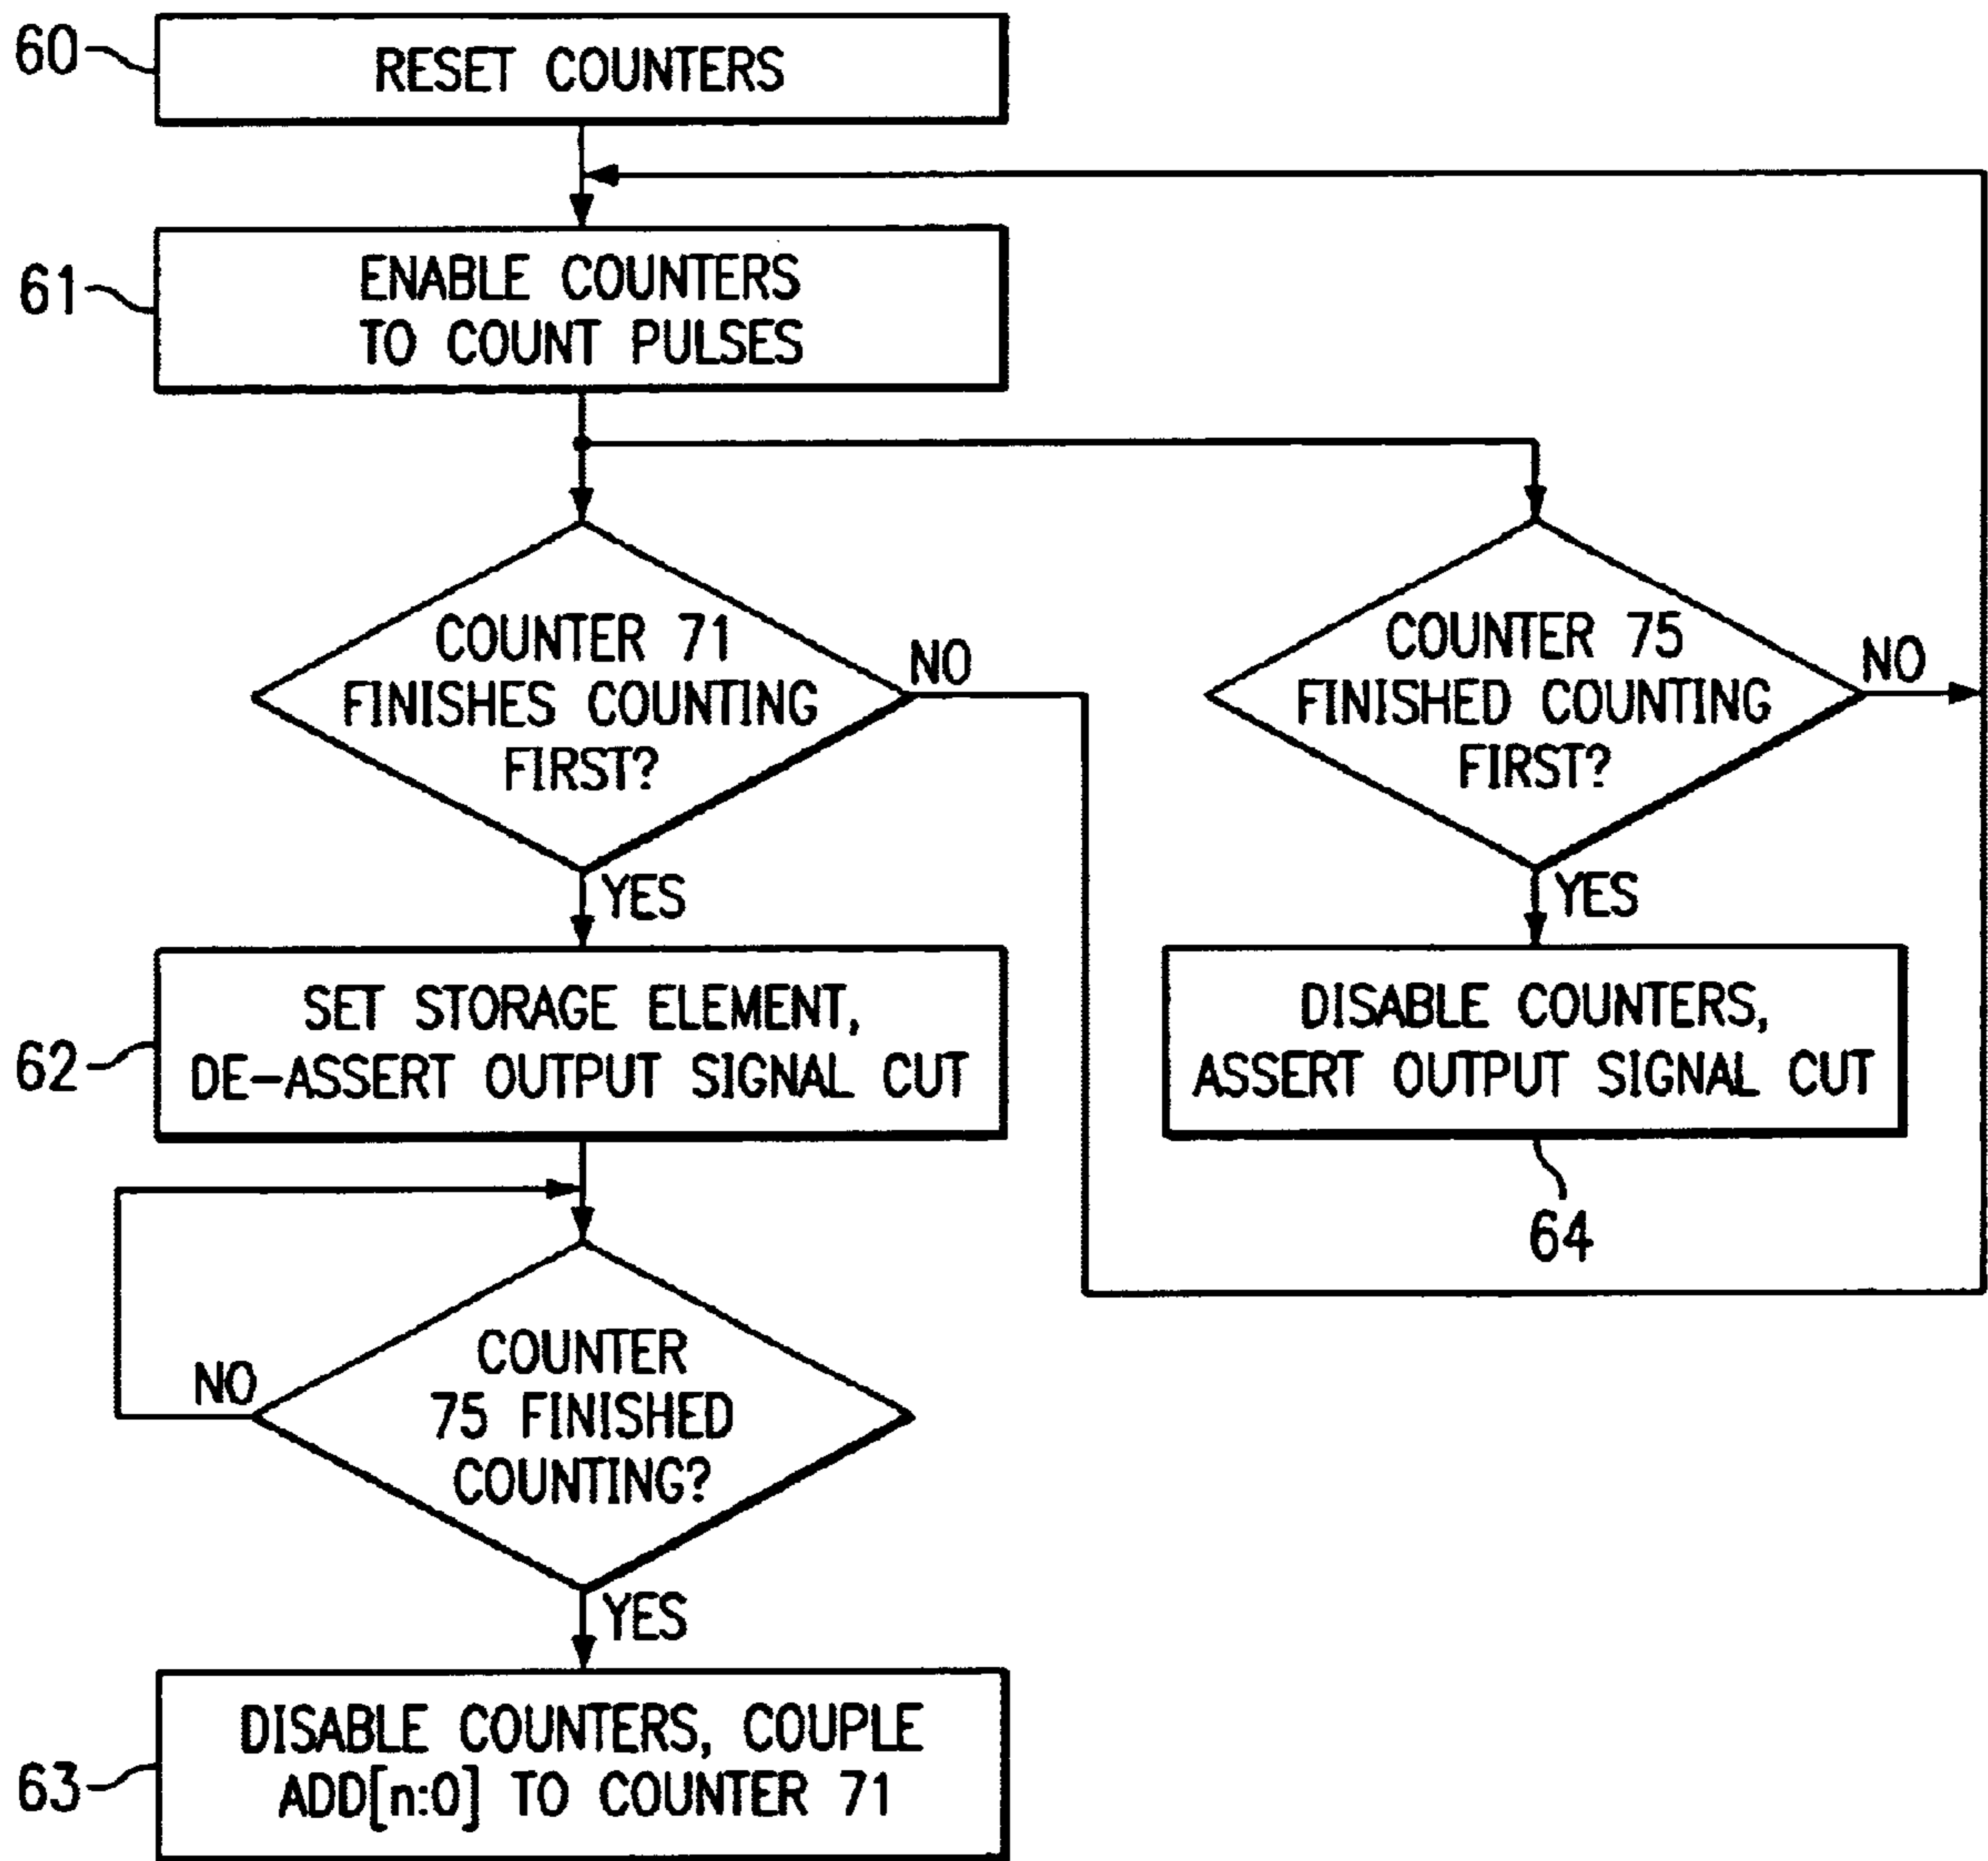 60
RESET COUNTERS
61
ENABLE COUNTERS
TO COUNT PULSES
COUNTER 71
FINISHES COUNTING
FIRST?
NO
YES
COUNTER 75
FINISHED COUNTING
FIRST?
NO
YES
62
SET STORAGE ELEMENT,
DE-ASSERT OUTPUT SIGNAL CUT
DISABLE COUNTERS,
ASSERT OUTPUT SIGNAL CUT
64
COUNTER
75 FINISHED
COUNTING?
NO
YES
63
DISABLE COUNTERS, COUPLE
ADD[n:0] TO COUNTER 71